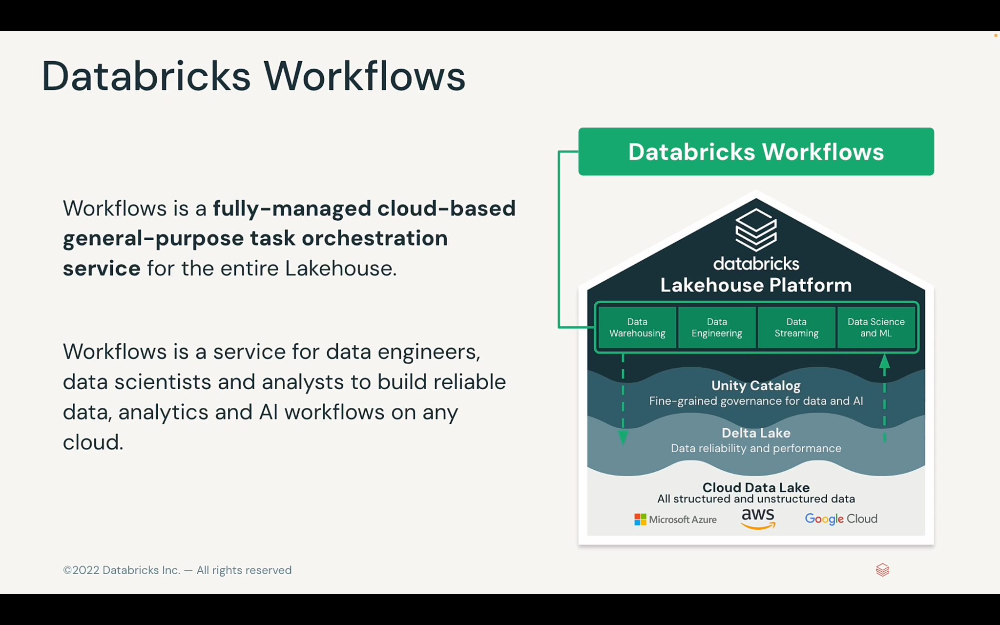 Databricks Workflows
Workflows is a fully-managed cloud-based
general-purpose task orchestration
service for the entire Lakehouse.
Workflows is a service for data engineers,
data scientists and analysts to build reliable
data, analytics and AI workflows on any
cloud.
Databricks Workflows
databricks
Lakehouse Platform
Data
Warehousing
Data
Engineering
Data
Streaming
Data Science
and ML
Unity Catalog
Fine-grained governance for data and AI
Delta Lake
Data reliability and performance
Cloud Data Lake
All structured and unstructured data
Microsoft Azure
aws
Google Cloud
©2022 Databricks Inc. — All rights reserved